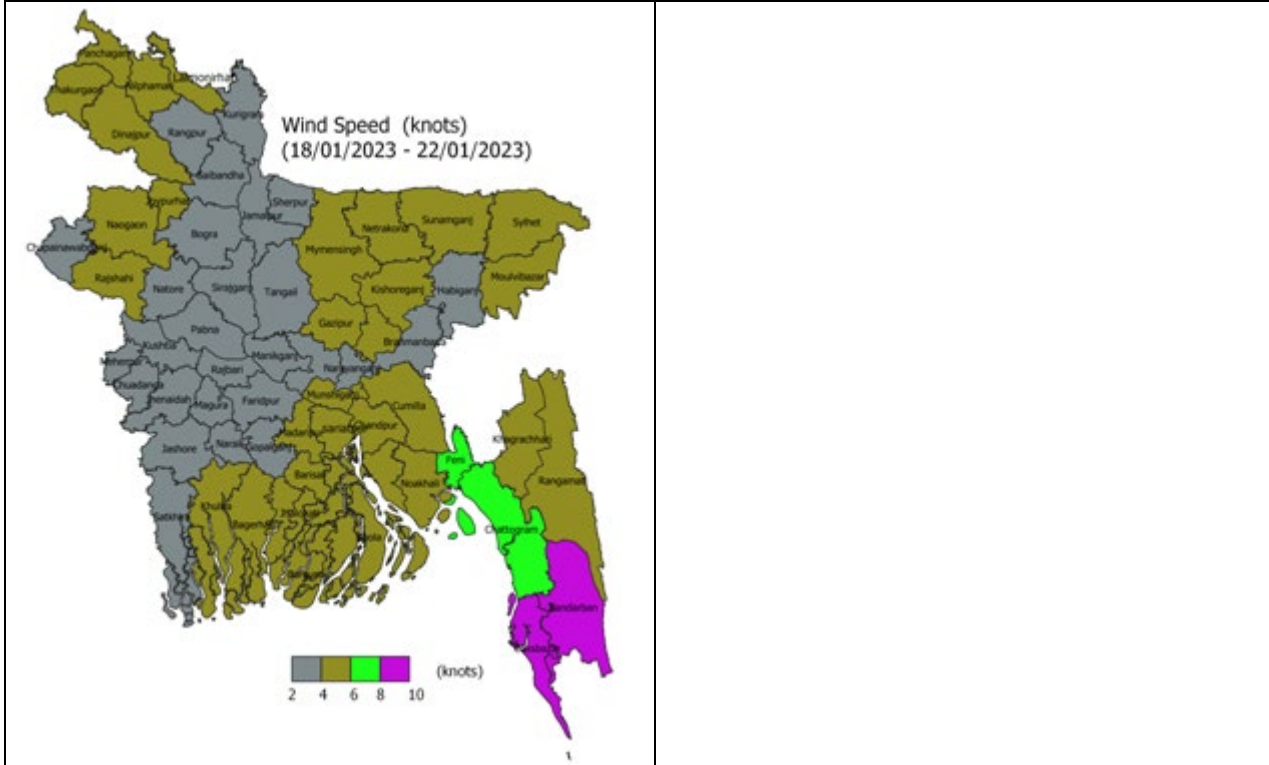 Panchagarh
Thakurgaon
Nilphamari
Lalmonirhat
Kurigram
Dinajpur
Rangpur
Wind Speed (knots)
(18/01/2023 - 22/01/2023)
Gaibandha
Joypurhat
Sherpur
Jamalpur
Naogaon
Bogra
Mymensingh
Netrakona
Sunamganj
Sylhet
Rajshahi
Natore
Sirajganj
Tangail
Kishoreganj
Habiganj
Moulvibazar
Gazipur
Pabna
Kushtia
Manikganj
Rajbari
Chuadanga
Jhenaidah
Magura
Faridpur
Munshiganj
Cumilla
Madaripur
Chandpur
Jashore
Narail
Gopalganj
Khagrachhari
Feni
Barisal
Noakhali
Rangamati
Satkhira
Khulna
Bagerhat
Bhola
Chattogram
Bandarban
(knots)
2 4 6 8 10